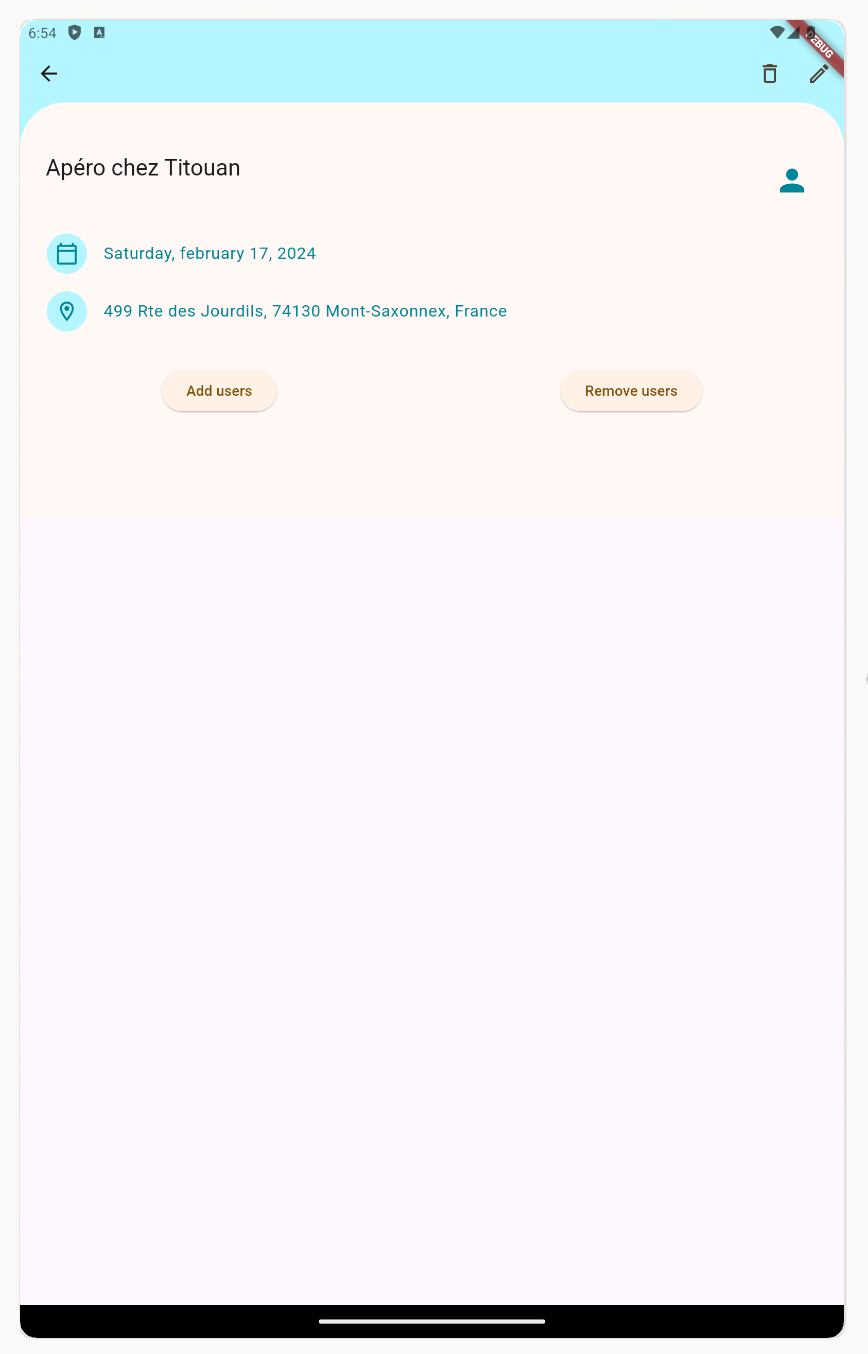 6:54
DEBUG
Apéro chez Titouan
Saturday, february 17, 2024
499 Rte des Jourdils, 74130 Mont-Saxonnex, France
Add users
Remove users